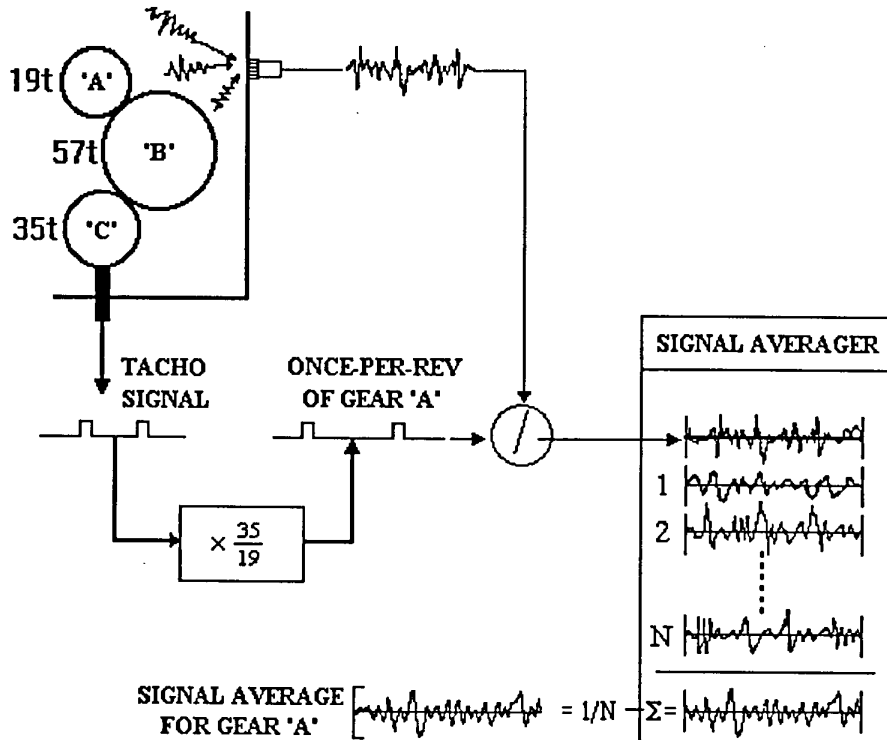 19t
"A"
57t
"B"
35t
"C"
TACHO
SIGNAL
ONCE-PER-REV
OF GEAR "A"
× 35/19
SIGNAL AVERAGER
1
2
N
SIGNAL AVERAGE
FOR GEAR "A"
= 1/N
Σ=